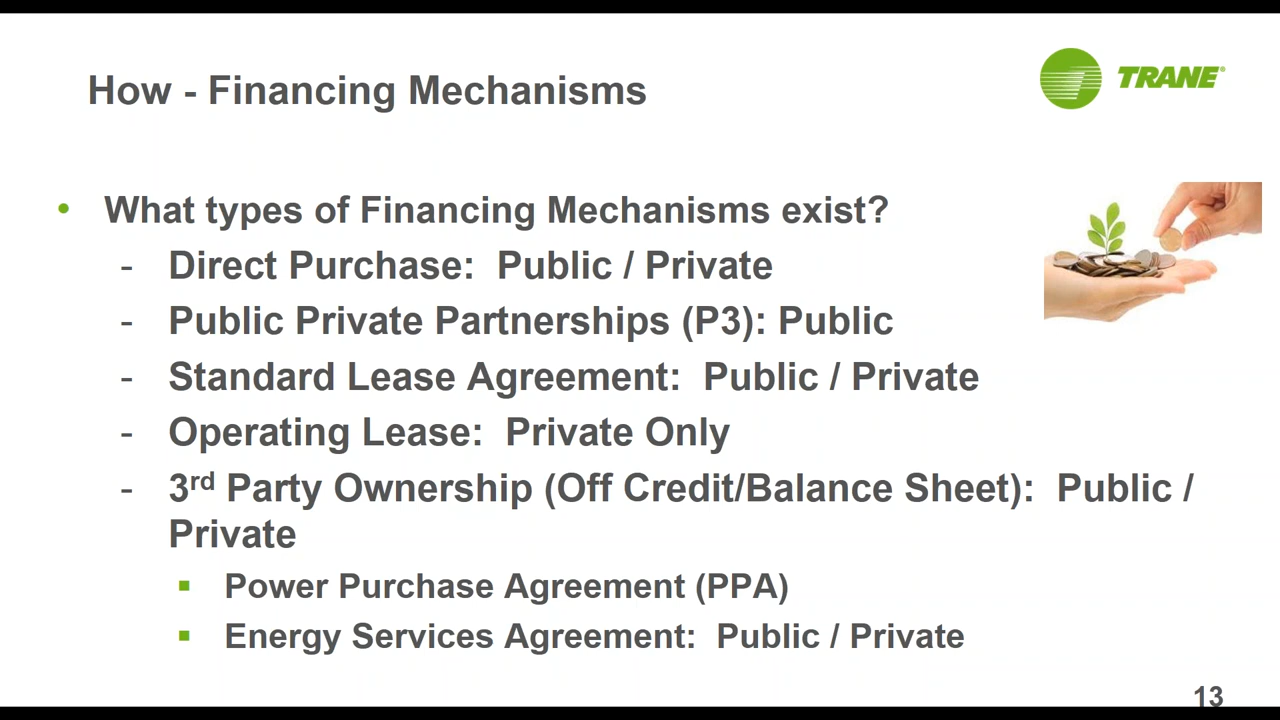 How - Financing Mechanisms
TRANE®
• What types of Financing Mechanisms exist?
- Direct Purchase: Public / Private
- Public Private Partnerships (P3): Public
- Standard Lease Agreement: Public / Private
- Operating Lease: Private Only
- 3rd Party Ownership (Off Credit/Balance Sheet): Public /
Private
▪ Power Purchase Agreement (PPA)
▪ Energy Services Agreement: Public / Private
13